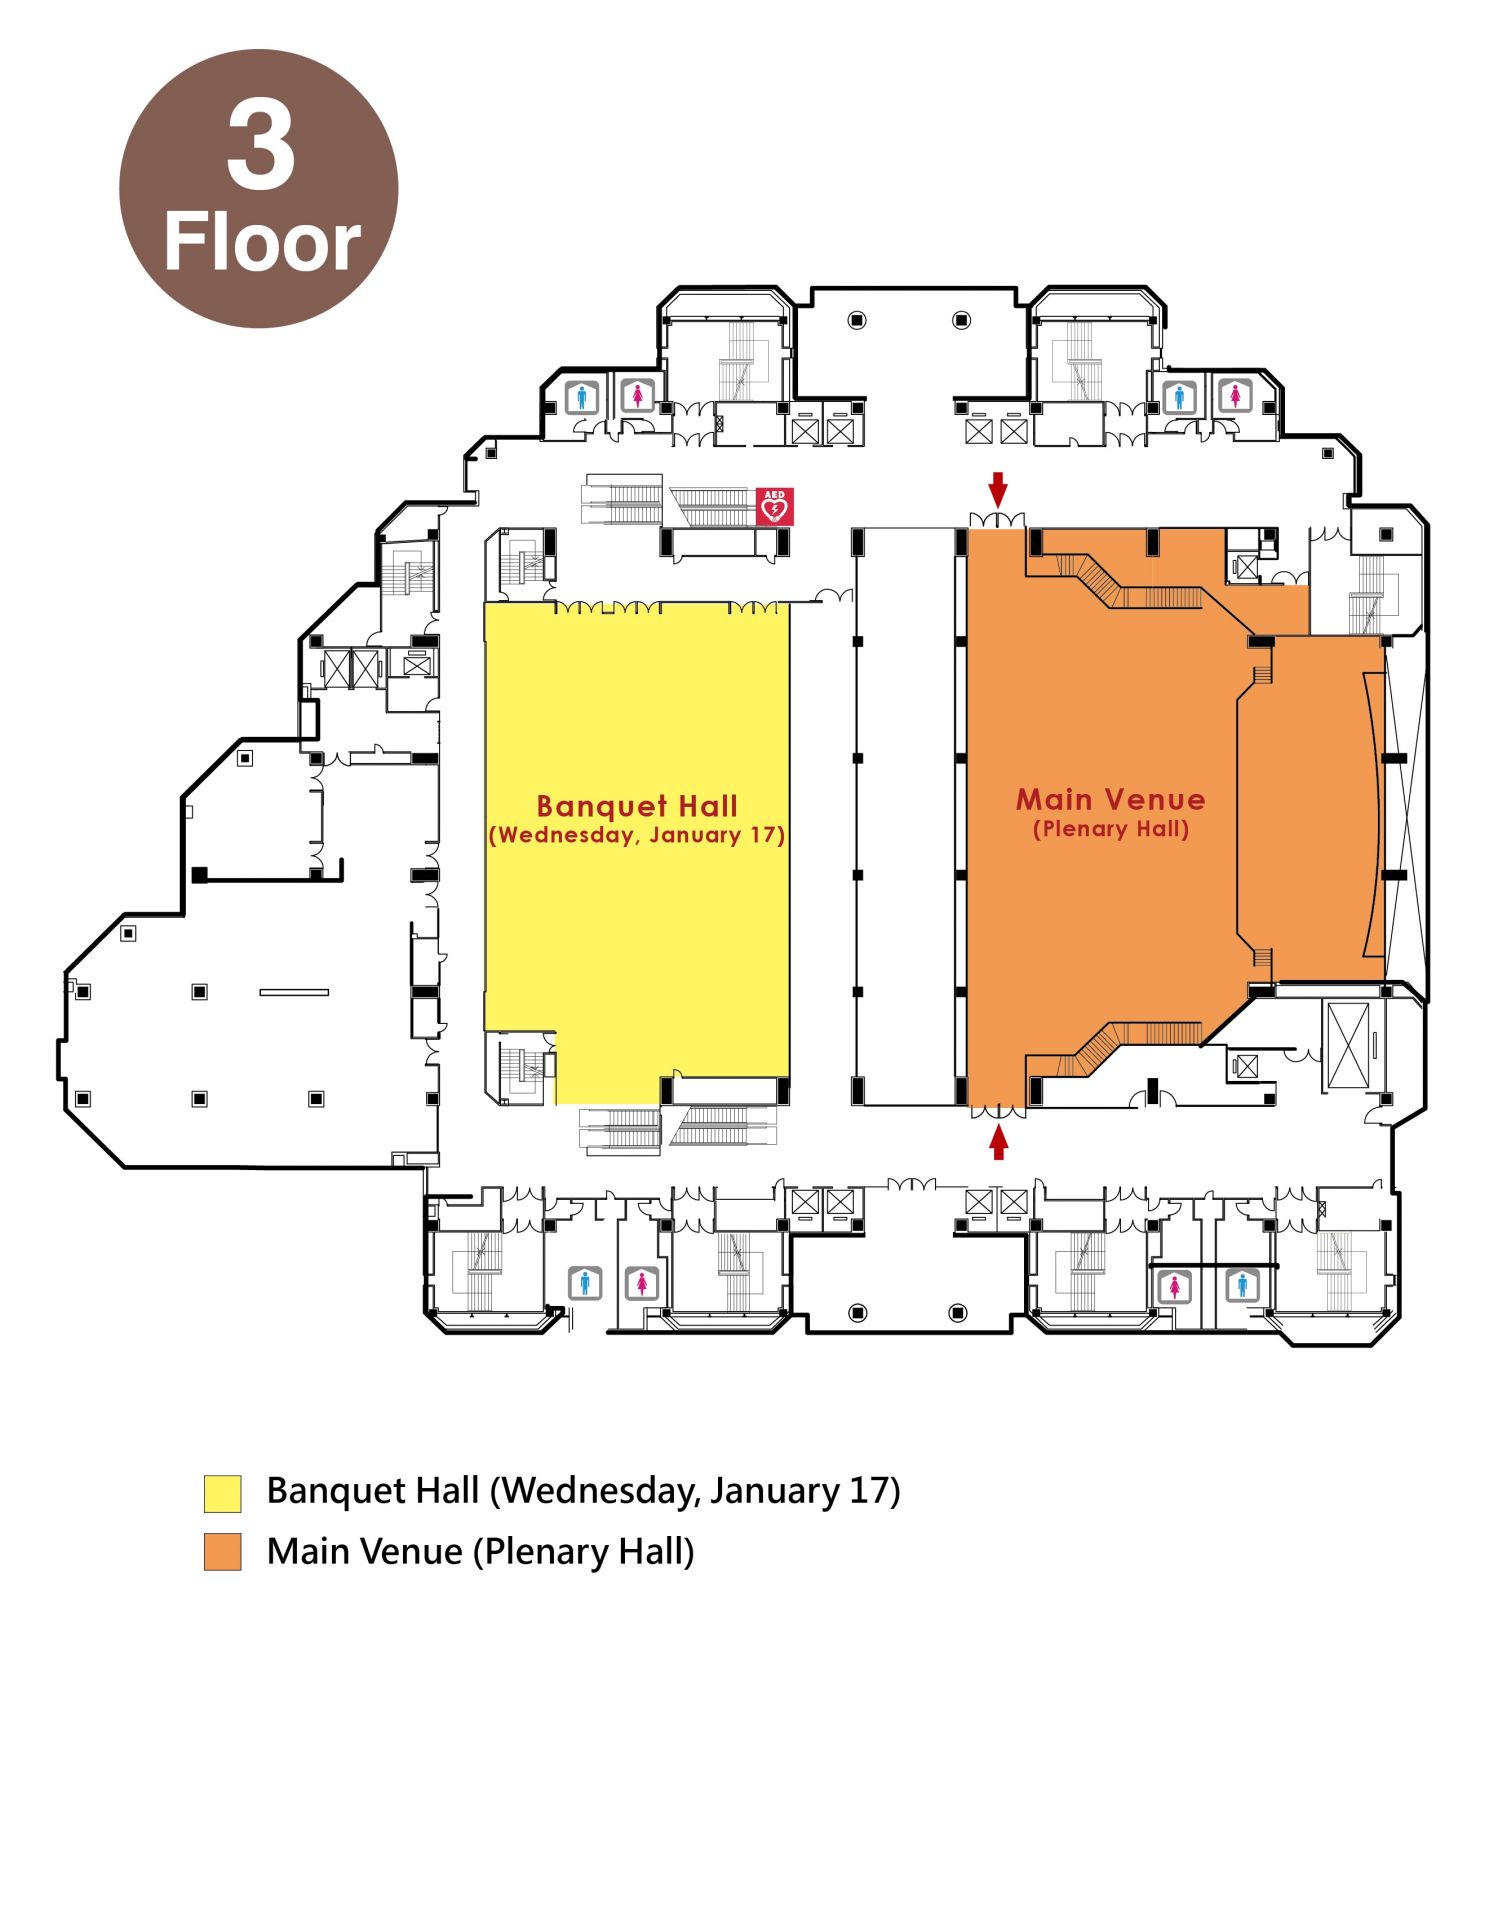 3
Floor
AED
Banquet Hall
(Wednesday, January 17)
Main Venue
(Plenary Hall)
Banquet Hall (Wednesday, January 17)
Main Venue (Plenary Hall)